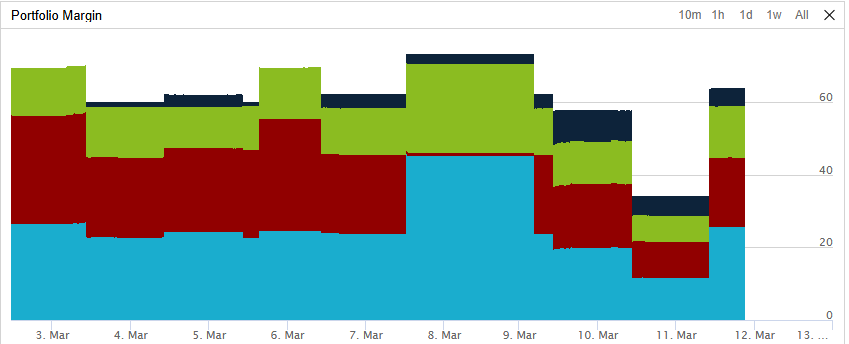 Portfolio Margin 10m 1h 1d 1w All
60
40
20
0
3. Mar 4. Mar 5. Mar 6. Mar 7. Mar 8. Mar 9. Mar 10. Mar 11. Mar 12. Mar 13. ...